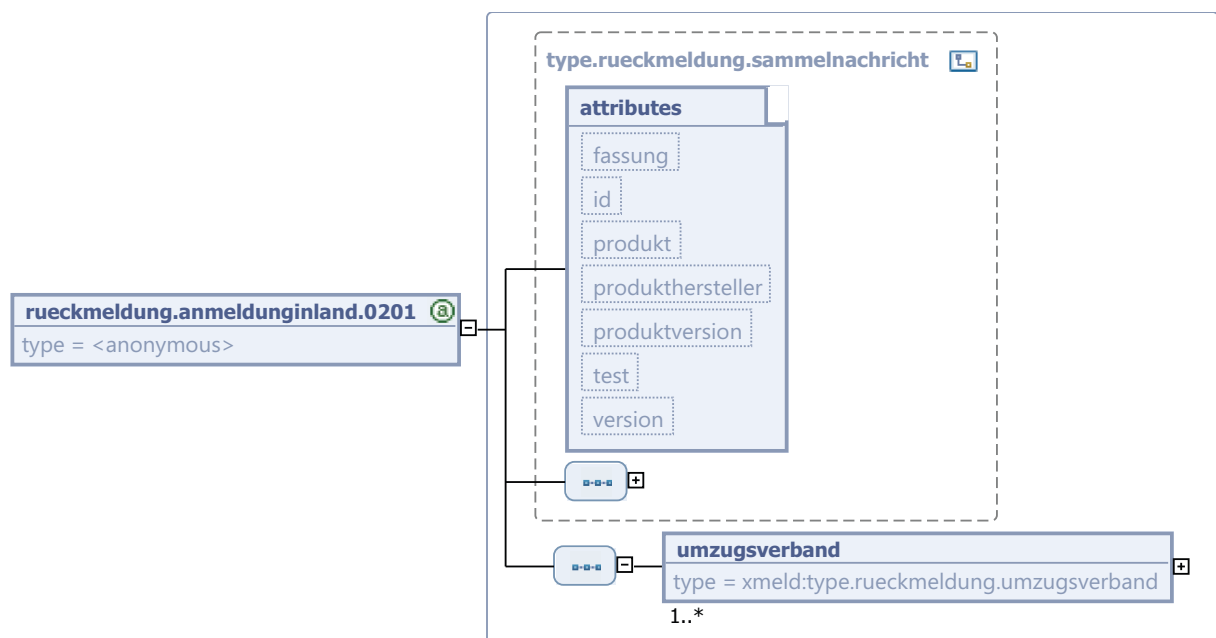 type.rueckmeldung.sammelnachricht
attributes
fassung
id
produkt
produkthersteller
produktversion
test
version
rueckmeldung.anmeldunginland.0201 @
type = <anonymous>
umzugsverband
type = xmeld:type.rueckmeldung.umzugsverband
1..*